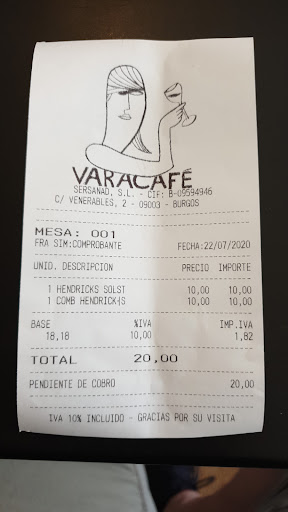 VARACAFÉ
SERSANAD, S.L. - CIF: B-09594946
C/ VENERABLES, 2 - 09003 - BURGOS
MESA: 001
FRA SIM:COMPROBANTE FECHA:22/07/2020
UNID. DESCRIPCION PRECIO IMPORTE
1 HENDRICKS SOLST 10,00 10,00
1 COMB HENDRICK¡S 10,00 10,00
BASE %IVA IMP.IVA
18,18 10,00 1,82
TOTAL 20,00
PENDIENTE DE COBRO 20,00
IVA 10% INCLUIDO - GRACIAS POR SU VISITA